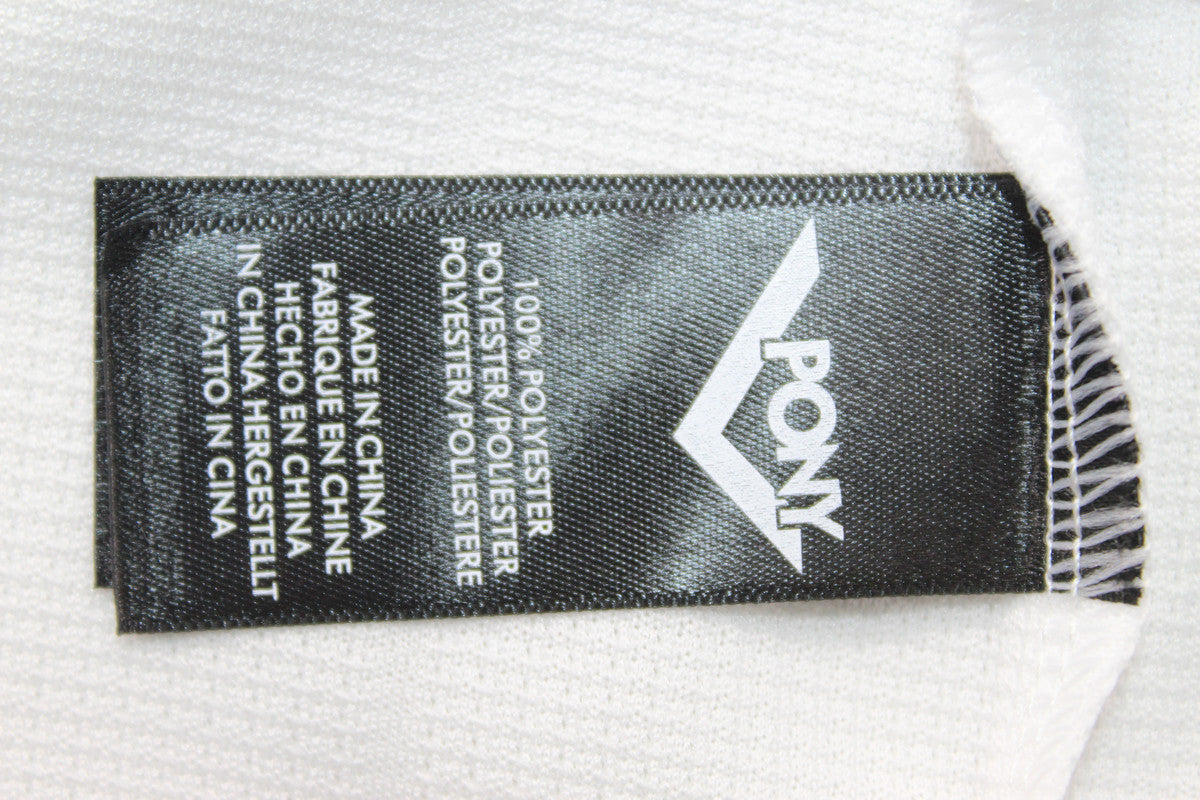 PONY
100% POLYESTER
POLYESTER/POLIESTER
POLYESTER/POLIESTERE
MADE IN CHINA
FABRIQUE EN CHINE
HECHO EN CHINA
IN CHINA HERGESTELLT
FATTO IN CINA